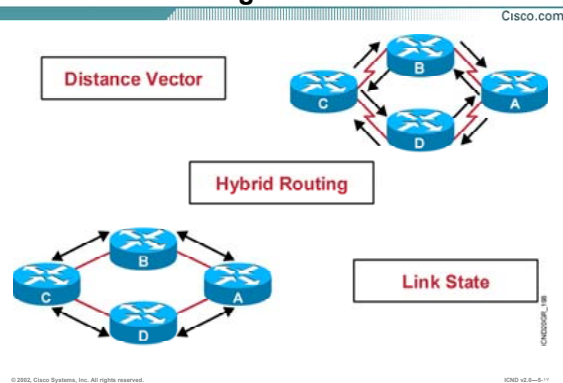 Cisco.com
Distance Vector
B
C
A
D
Hybrid Routing
B
C
A
D
Link State
ICND20GR_198
© 2002, Cisco Systems, Inc. All rights reserved.
ICND v2.0—5-